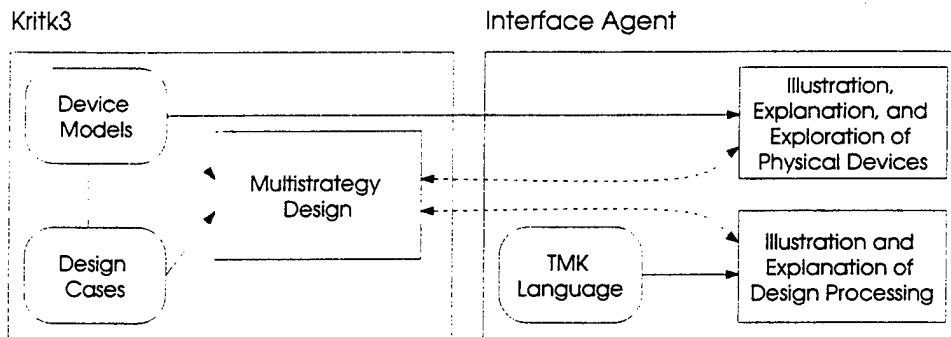 Kritk3
Interface Agent
Device
Models
Multistrategy
Design
Design
Cases
Illustration,
Explanation, and
Exploration of
Physical Devices
TMK
Language
Illustration and
Explanation of
Design Processing